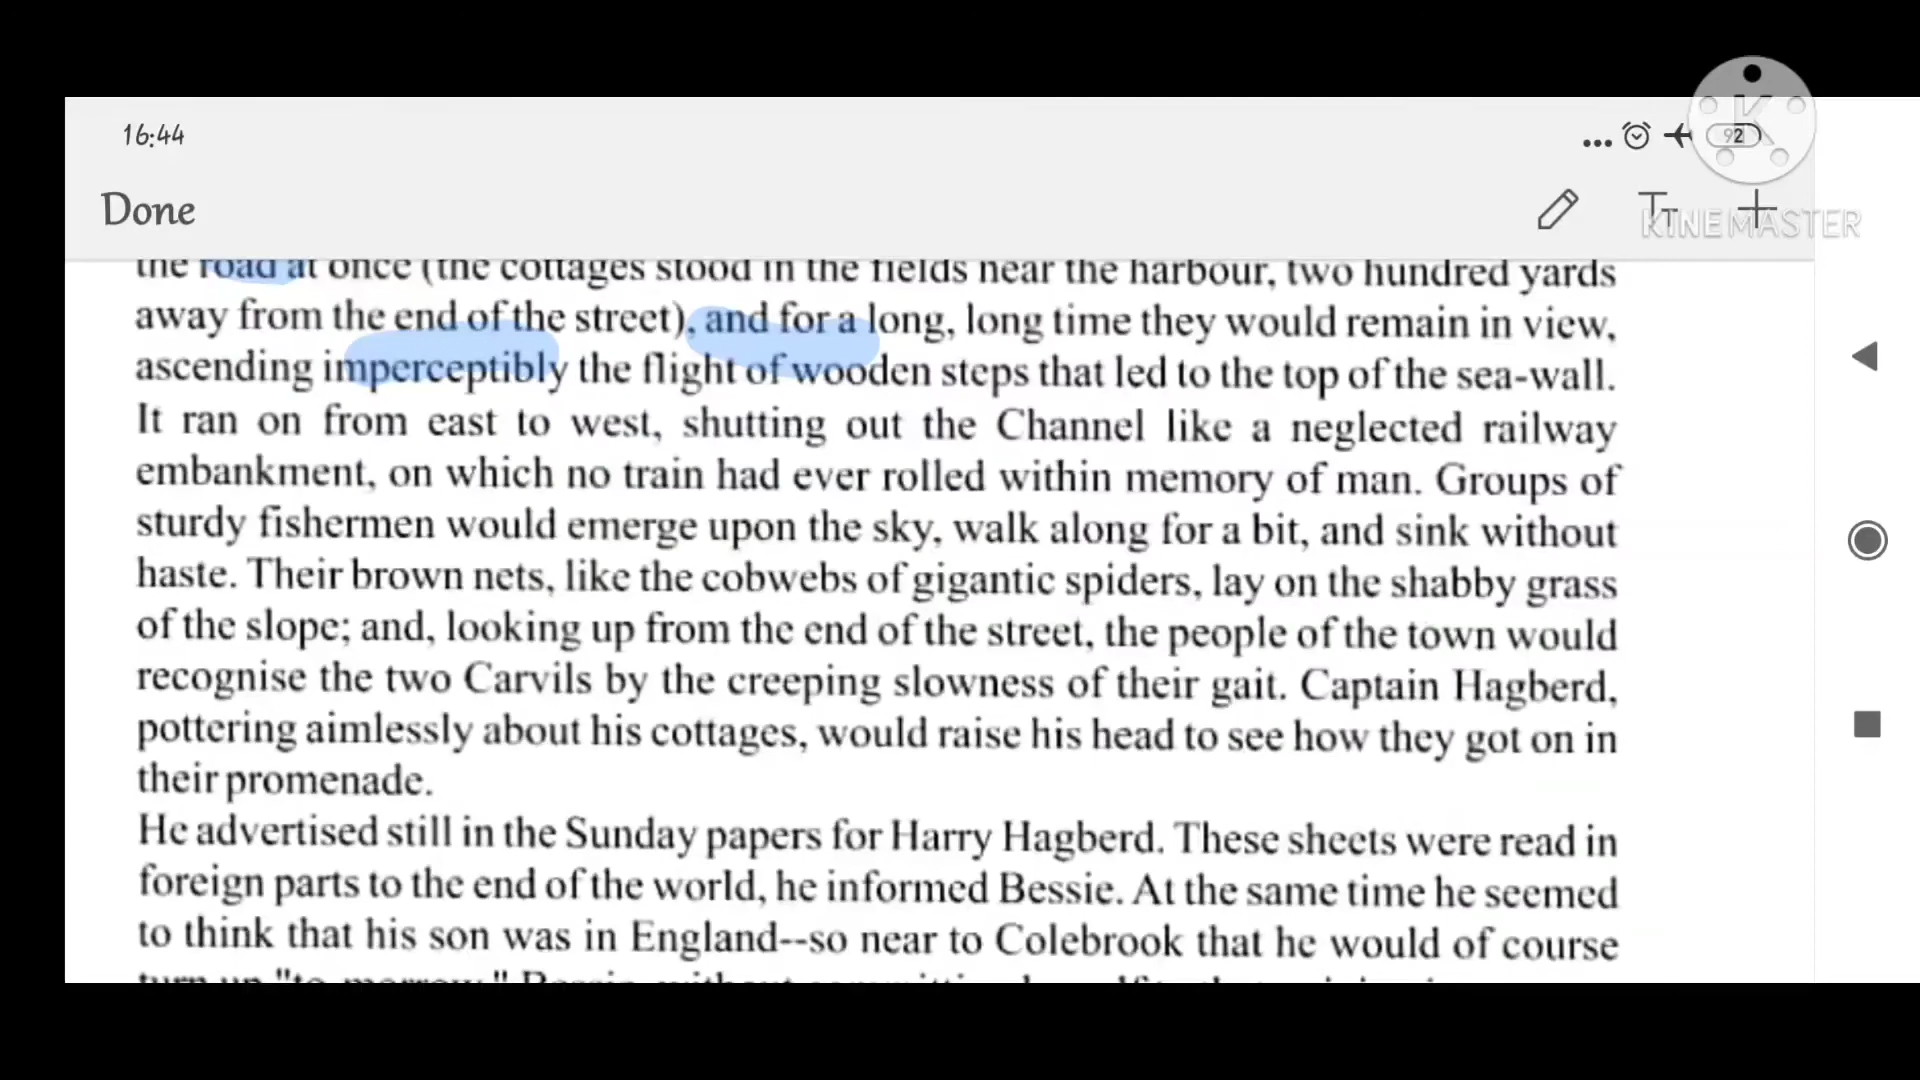 16:44
92
Done
KINEMASTER
the road at once (the cottages stood in the fields near the harbour, two hundred yards
away from the end of the street), and for a long, long time they would remain in view,
ascending imperceptibly the flight of wooden steps that led to the top of the sea-wall.
It ran on from east to west, shutting out the Channel like a neglected railway
embankment, on which no train had ever rolled within memory of man. Groups of
sturdy fishermen would emerge upon the sky, walk along for a bit, and sink without
haste. Their brown nets, like the cobwebs of gigantic spiders, lay on the shabby grass
of the slope; and, looking up from the end of the street, the people of the town would
recognise the two Carvils by the creeping slowness of their gait. Captain Hagberd,
pottering aimlessly about his cottages, would raise his head to see how they got on in
their promenade.
He advertised still in the Sunday papers for Harry Hagberd. These sheets were read in
foreign parts to the end of the world, he informed Bessie. At the same time he seemed
to think that his son was in England--so near to Colebrook that he would of course
turn up "to-morrow." Bessie, without